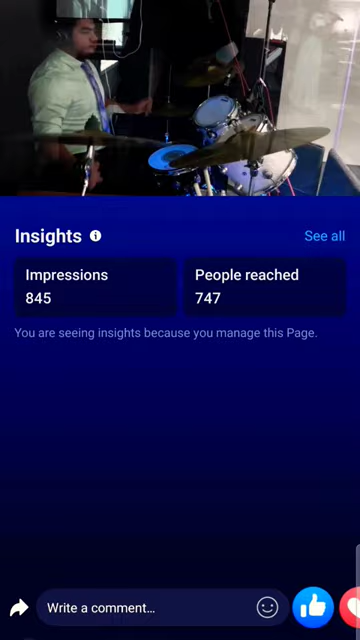 Insights
See all
Impressions
People reached
845
747
You are seeing insights because you manage this Page.
Write a comment...